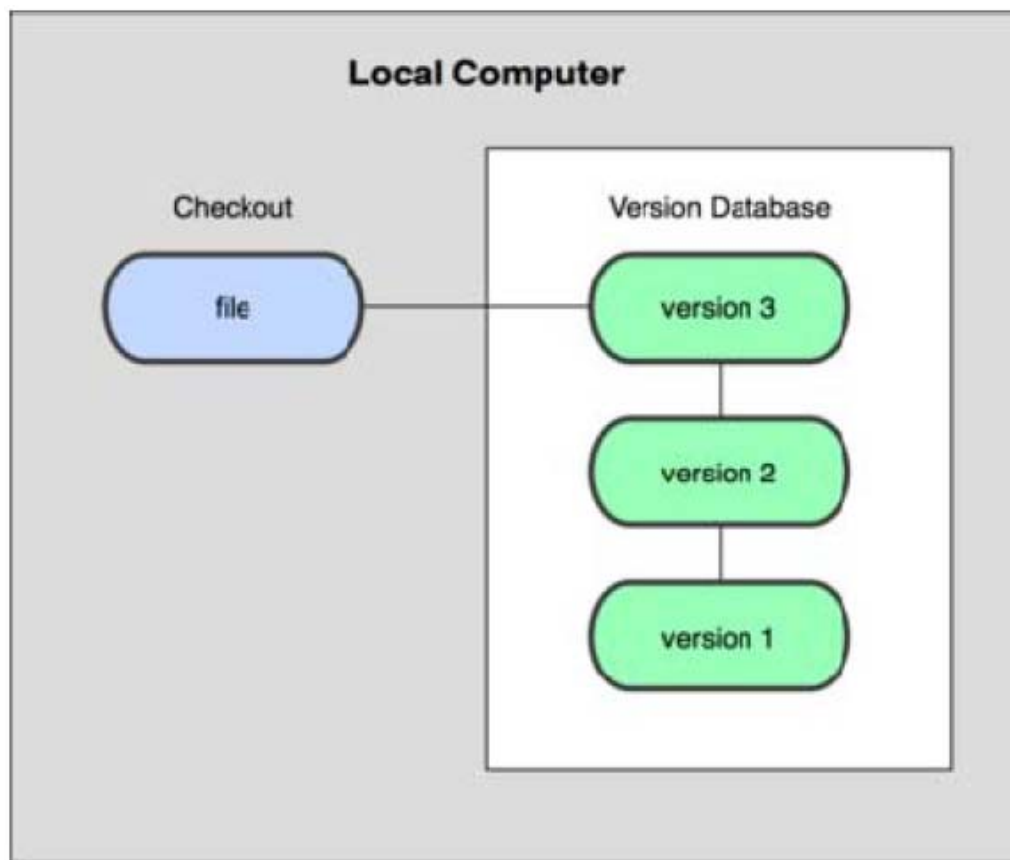 Local Computer
Checkout
Version Database
file
version 3
version 2
version 1